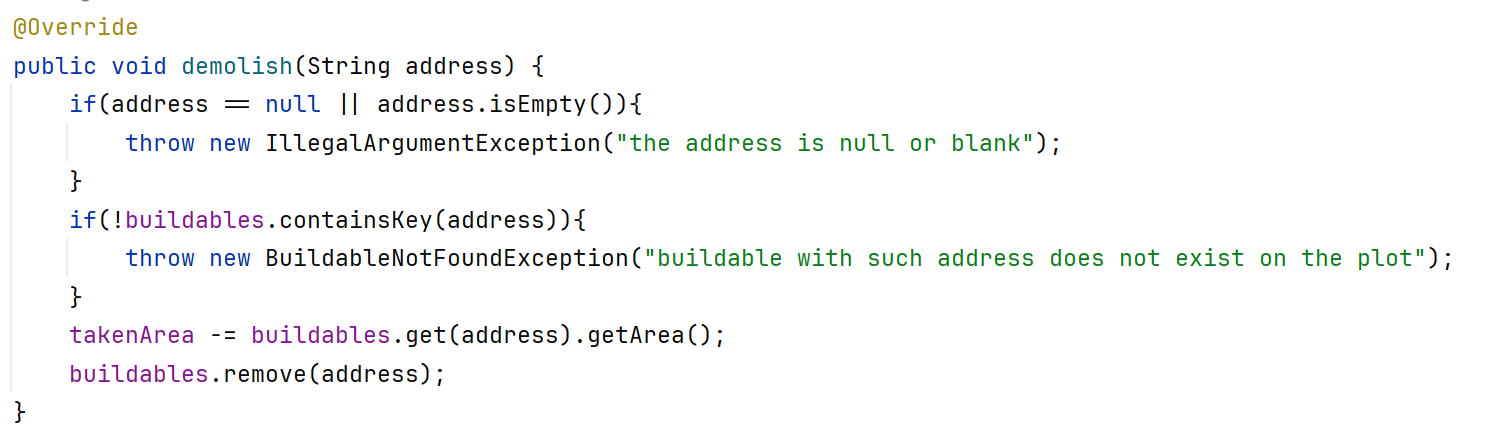 @Override
public void demolish(String address) {
    if(address == null || address.isEmpty()){
        throw new IllegalArgumentException("the address is null or blank");
    }
    if(!buildables.containsKey(address)){
        throw new BuildableNotFoundException("buildable with such address does not exist on the plot");
    }
    takenArea -= buildables.get(address).getArea();
    buildables.remove(address);
}